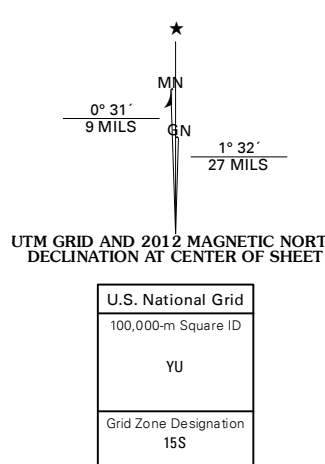 MN
0° 31´
9 MILS
GN
1° 32´
27 MILS
UTM GRID AND 2012 MAGNETIC NORT
DECLINATION AT CENTER OF SHEET
U.S. National Grid
100,000-m Square ID
YU
Grid Zone Designation
15S